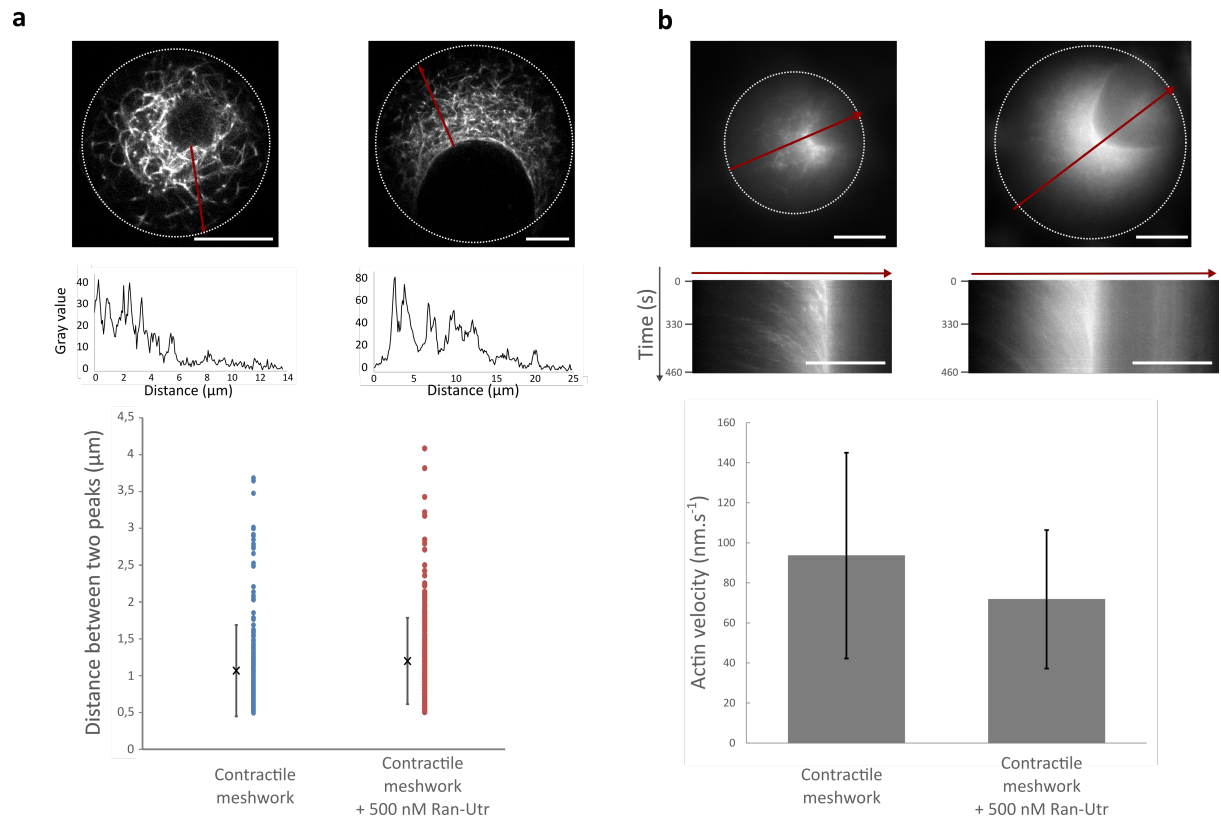 a
b
40
30
20
10
0
Gray value
0 2 4 6 8 10 12 14
Distance (µm)
80
60
40
20
0
0 5 10 15 20 25
Distance (µm)
Time (s)
0
330
460
0
330
460
Distance between two peaks (µm)
4,5
4
3,5
3
2,5
2
1,5
1
0,5
0
Contractile
meshwork
Contractile
meshwork
+ 500 nM Ran-Utr
Actin velocity (nm.s⁻¹)
160
140
120
100
80
60
40
20
0
Contractile
meshwork
Contractile
meshwork
+ 500 nM Ran-Utr